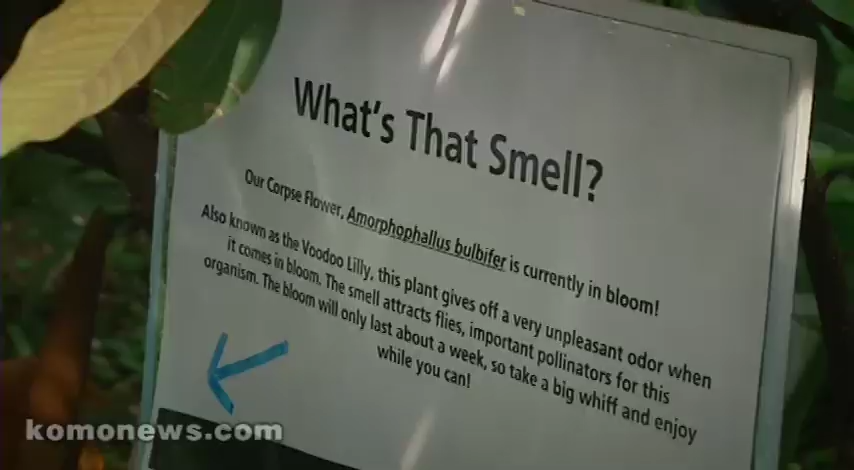 What's That Smell?
Our Corpse Flower, Amorphophallus bulbifer is currently in bloom!
Also known as the Voodoo Lilly, this plant gives off a very unpleasant odor when
it comes in bloom. The smell attracts flies, important pollinators for this
organism. The bloom will only last about a week, so take a big whiff and enjoy
while you can!
komonews.com